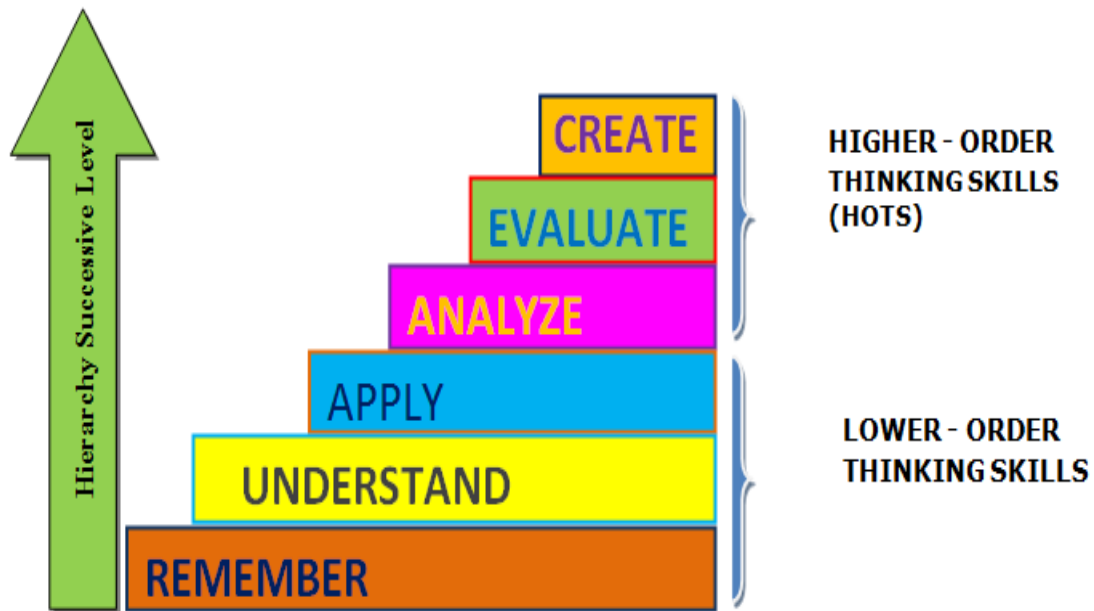 Hierarchy Successive Level
CREATE
EVALUATE
ANALYZE
APPLY
UNDERSTAND
REMEMBER
HIGHER - ORDER
THINKING SKILLS
(HOTS)
LOWER - ORDER
THINKING SKILLS